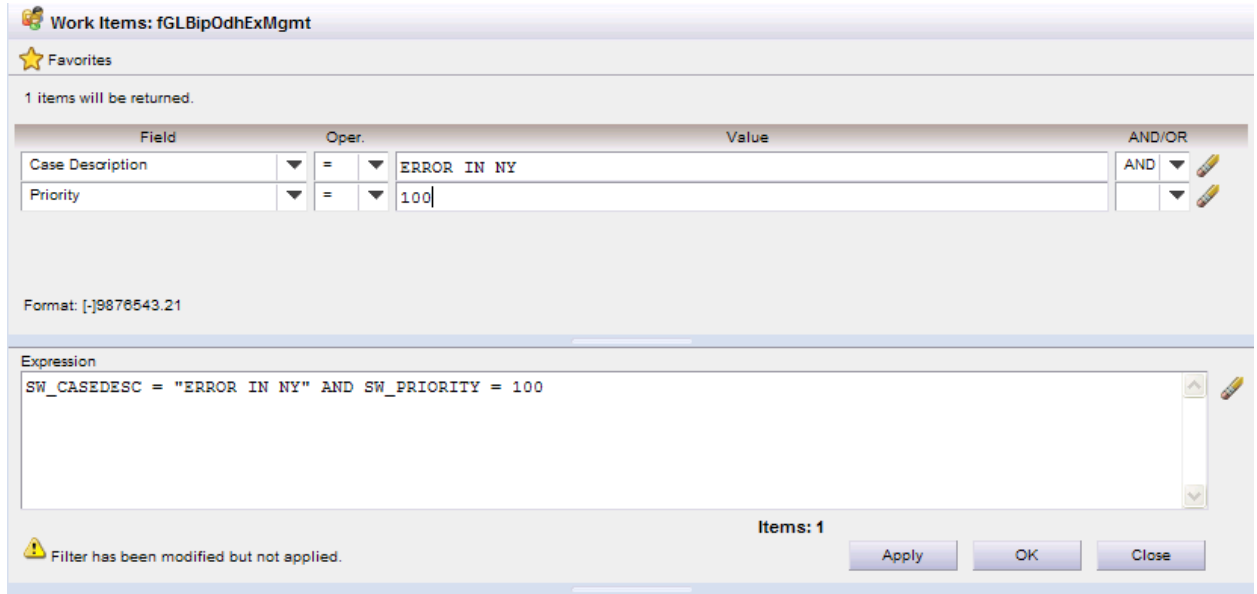 Work Items: fGLBipOdhExMgmt
Favorites
1 items will be returned.
Field Oper. Value AND/OR
Case Description = ERROR IN NY AND
Priority = 100
Format: [-]9876543.21
Expression
SW_CASEDESC = "ERROR IN NY" AND SW_PRIORITY = 100
Items: 1
Filter has been modified but not applied. Apply OK Close